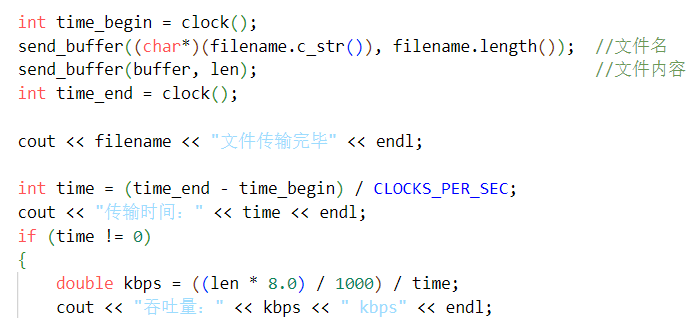 int time_begin = clock();
send_buffer((char*)(filename.c_str()), filename.length());  //文件名
send_buffer(buffer, len);                                   //文件内容
int time_end = clock();

cout << filename << "文件传输完毕" << endl;

int time = (time_end - time_begin) / CLOCKS_PER_SEC;
cout << "传输时间：" << time << endl;
if (time != 0)
{
    double kbps = ((len * 8.0) / 1000) / time;
    cout << "吞吐量：" << kbps << " kbps" << endl;